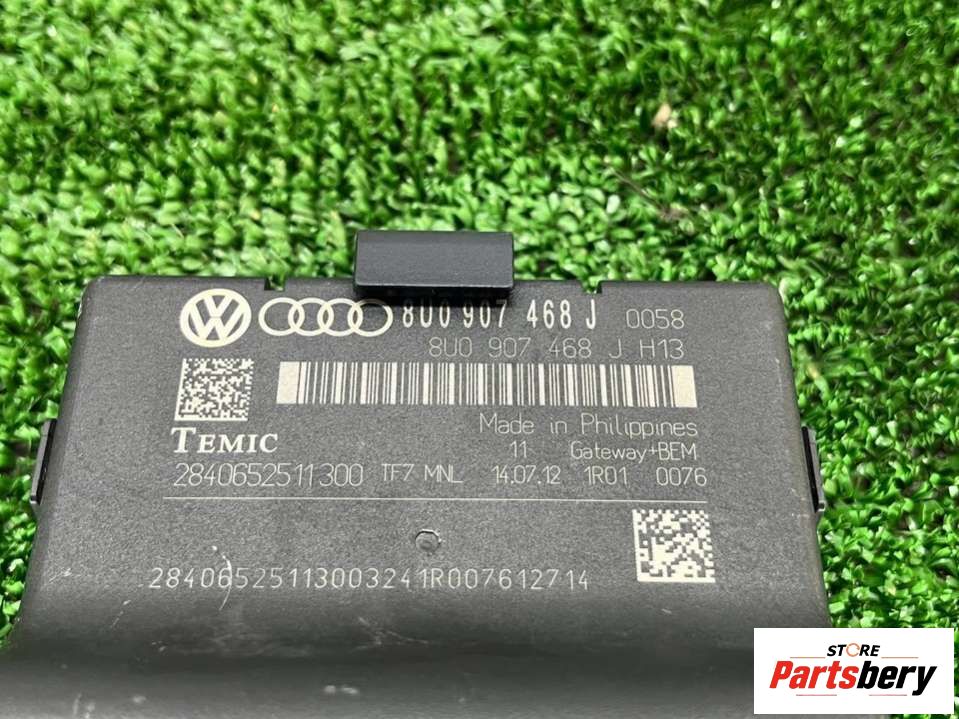 8U0 907 468 J 0058
8U0 907 468 J H13
Made in Philippines
TEMIC
11 Gateway+BEM
2840652511300 TF7 MNL 14.07.12 1R01 0076
28406525113003241R007612714
STORE
Partsbery